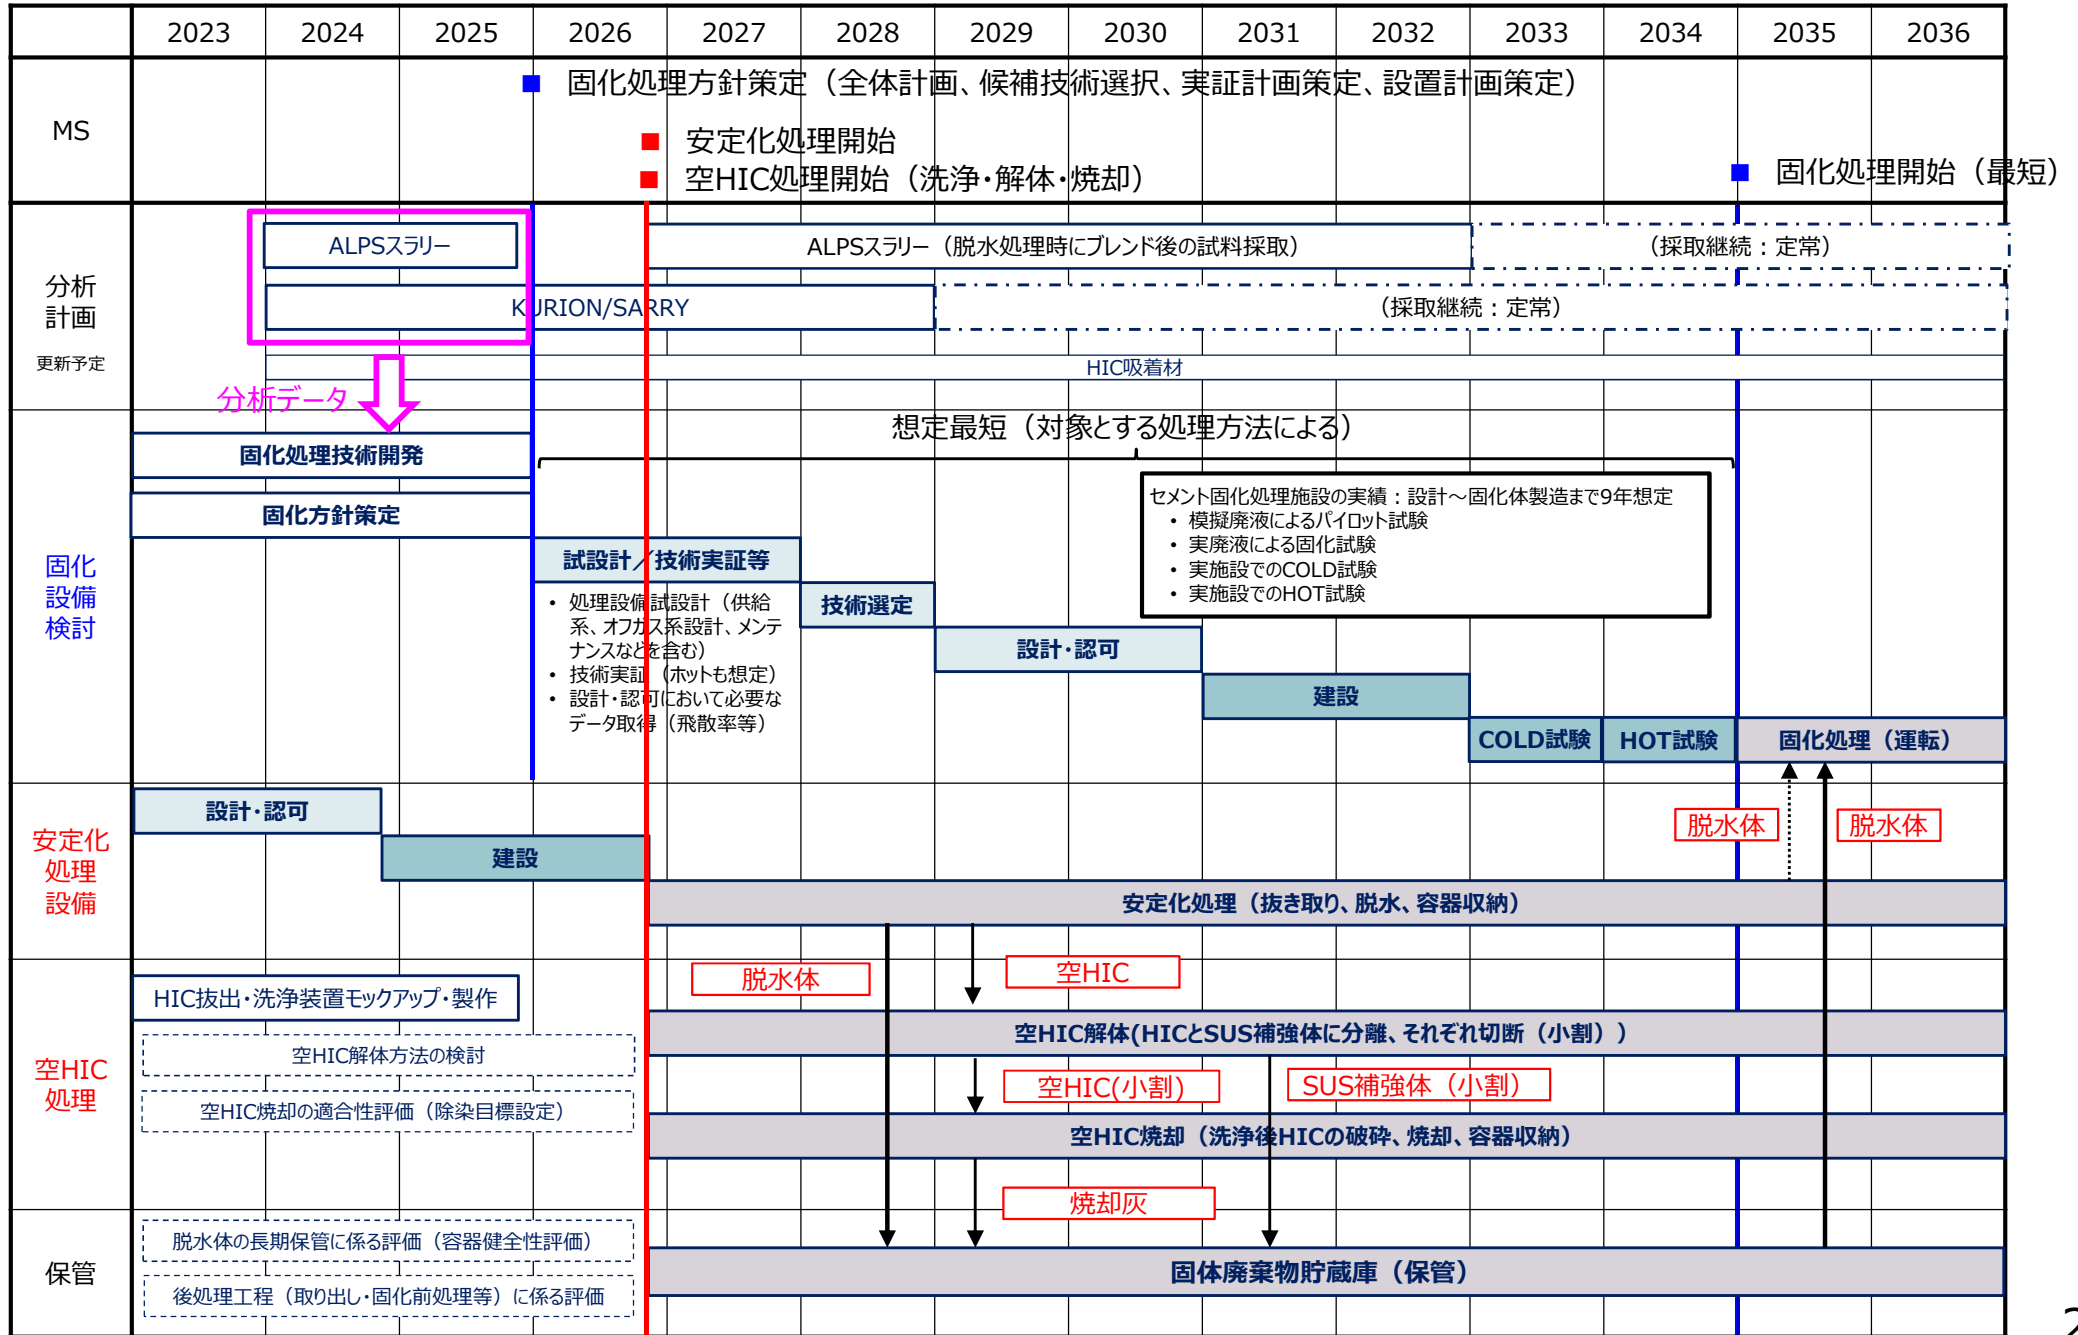 2023 2024 2025 2026 2027 2028 2029 2030 2031 2032 2033 2034 2035 2036
MS
固化処理方針策定（全体計画、候補技術選択、実証計画策定、設置計画策定）
安定化処理開始
空HIC処理開始（洗浄・解体・焼却）
固化処理開始（最短）
分析
計画
更新予定
ALPSスラリー
ALPSスラリー（脱水処理時にブレンド後の試料採取）
（採取継続：定常）
KURION/SARRY
（採取継続：定常）
HIC吸着材
分析データ
固化
設備
検討
想定最短（対象とする処理方法による）
固化処理技術開発
固化方針策定
セメント固化処理施設の実績：設計～固化体製造まで9年想定
• 模擬廃液によるパイロット試験
• 実廃液による固化試験
• 実施設でのCOLD試験
• 実施設でのHOT試験
試設計／技術実証等
• 処理設備試設計（供給
系、オフガス系設計、メンテ
ナンスなどを含む）
• 技術実証（ホットも想定）
• 設計・認可において必要な
データ取得（飛散率等）
技術選定
設計・認可
建設
COLD試験
HOT試験
固化処理（運転）
安定化
処理
設備
設計・認可
建設
脱水体
脱水体
安定化処理（抜き取り、脱水、容器収納）
空HIC
処理
脱水体
空HIC
HIC抜出・洗浄装置モックアップ・製作
空HIC解体(HICとSUS補強体に分離、それぞれ切断（小割））
空HIC解体方法の検討
空HIC(小割)
SUS補強体（小割）
空HIC焼却の適合性評価（除染目標設定）
空HIC焼却（洗浄後HICの破砕、焼却、容器収納）
焼却灰
保管
脱水体の長期保管に係る評価（容器健全性評価）
固体廃棄物貯蔵庫（保管）
後処理工程（取り出し・固化前処理等）に係る評価
2